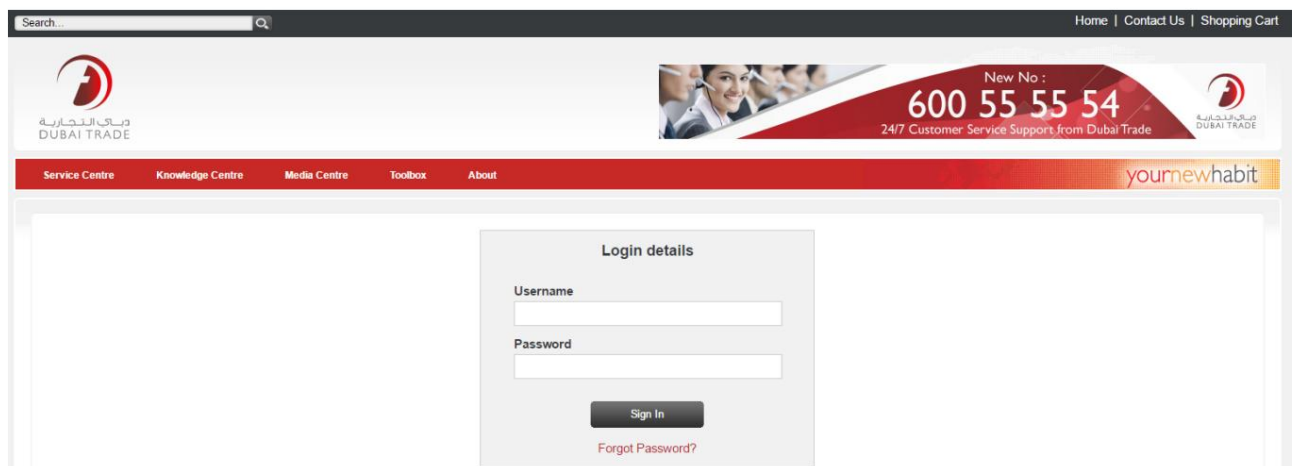 Search...
Home | Contact Us | Shopping Cart
دبي التجارية
DUBAI TRADE
New No :
600 55 55 54
24/7 Customer Service Support from Dubai Trade
دبي التجارية
DUBAI TRADE
Service Centre Knowledge Centre Media Centre Toolbox About
yournewhabit
Login details
Username
Password
Sign In
Forgot Password?